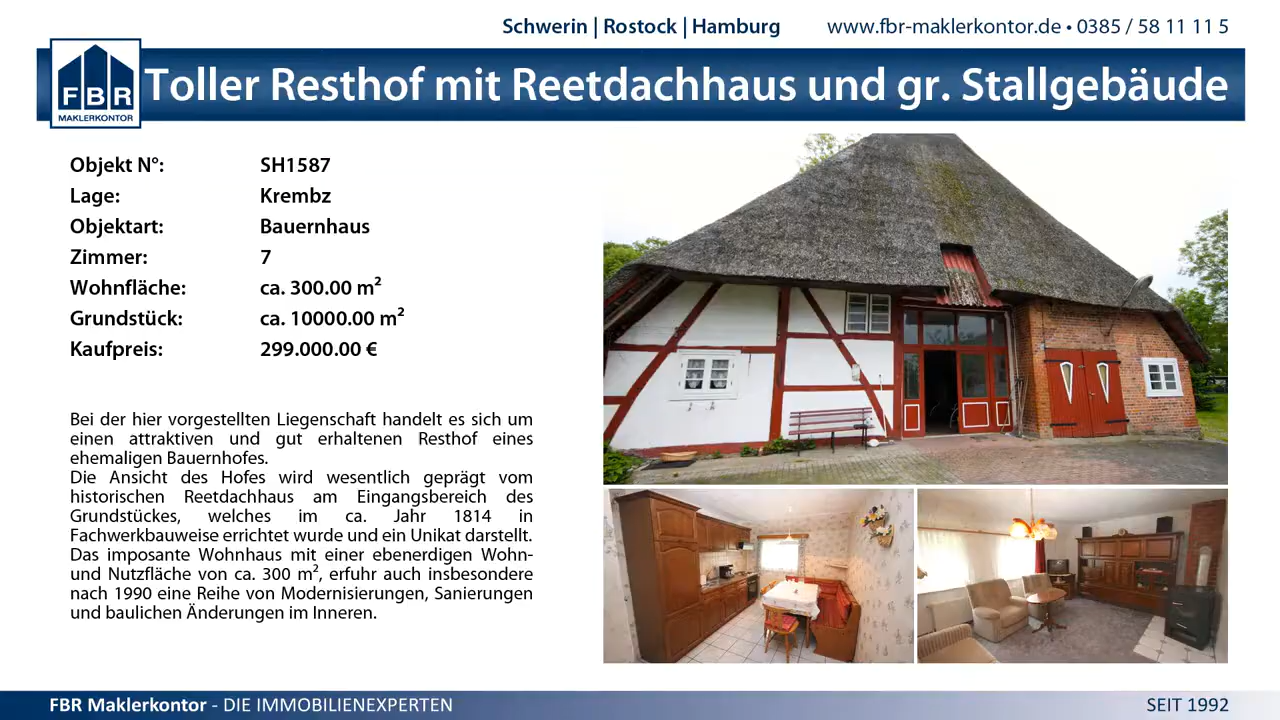 Schwerin | Rostock | Hamburg www.fbr-maklerkontor.de • 0385 / 58 11 11 5
FBR
MAKLERKONTOR
Toller Resthof mit Reetdachhaus und gr. Stallgebäude
Objekt N°: SH1587
Lage: Krembz
Objektart: Bauernhaus
Zimmer: 7
Wohnfläche: ca. 300.00 m²
Grundstück: ca. 10000.00 m²
Kaufpreis: 299.000.00 €
Bei der hier vorgestellten Liegenschaft handelt es sich um
einen attraktiven und gut erhaltenen Resthof eines
ehemaligen Bauernhofes.
Die Ansicht des Hofes wird wesentlich geprägt vom
historischen Reetdachhaus am Eingangsbereich des
Grundstückes, welches im ca. Jahr 1814 in
Fachwerkbauweise errichtet wurde und ein Unikat darstellt.
Das imposante Wohnhaus mit einer ebenerdigen Wohn-
und Nutzfläche von ca. 300 m², erfuhr auch insbesondere
nach 1990 eine Reihe von Modernisierungen, Sanierungen
und baulichen Änderungen im Inneren.
FBR Maklerkontor - DIE IMMOBILIENEXPERTEN SEIT 1992